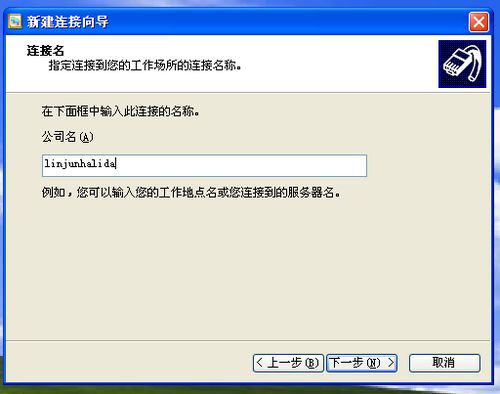 新建连接向导
连接名
指定连接到您的工作场所的连接名称。
在下面框中输入此连接的名称。
公司名(A)
linjunhalida
例如，您可以输入您的工作地点名或您连接到的服务器名。
< 上一步(B) 下一步(N) > 取消